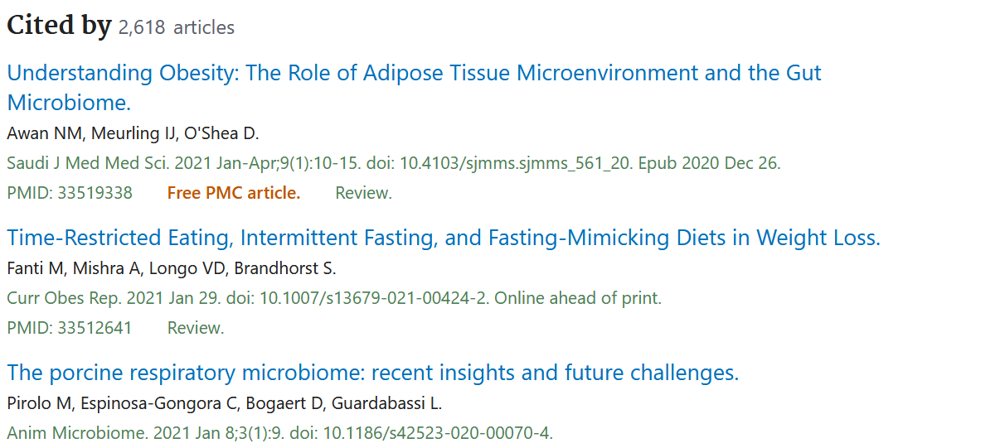 Cited by 2,618 articles
Understanding Obesity: The Role of Adipose Tissue Microenvironment and the Gut
Microbiome.
Awan NM, Meurling IJ, O'Shea D.
Saudi J Med Med Sci. 2021 Jan-Apr;9(1):10-15. doi: 10.4103/sjmms.sjmms_561_20. Epub 2020 Dec 26.
PMID: 33519338 Free PMC article. Review.
Time-Restricted Eating, Intermittent Fasting, and Fasting-Mimicking Diets in Weight Loss.
Fanti M, Mishra A, Longo VD, Brandhorst S.
Curr Obes Rep. 2021 Jan 29. doi: 10.1007/s13679-021-00424-2. Online ahead of print.
PMID: 33512641 Review.
The porcine respiratory microbiome: recent insights and future challenges.
Pirolo M, Espinosa-Gongora C, Bogaert D, Guardabassi L.
Anim Microbiome. 2021 Jan 8;3(1):9. doi: 10.1186/s42523-020-00070-4.